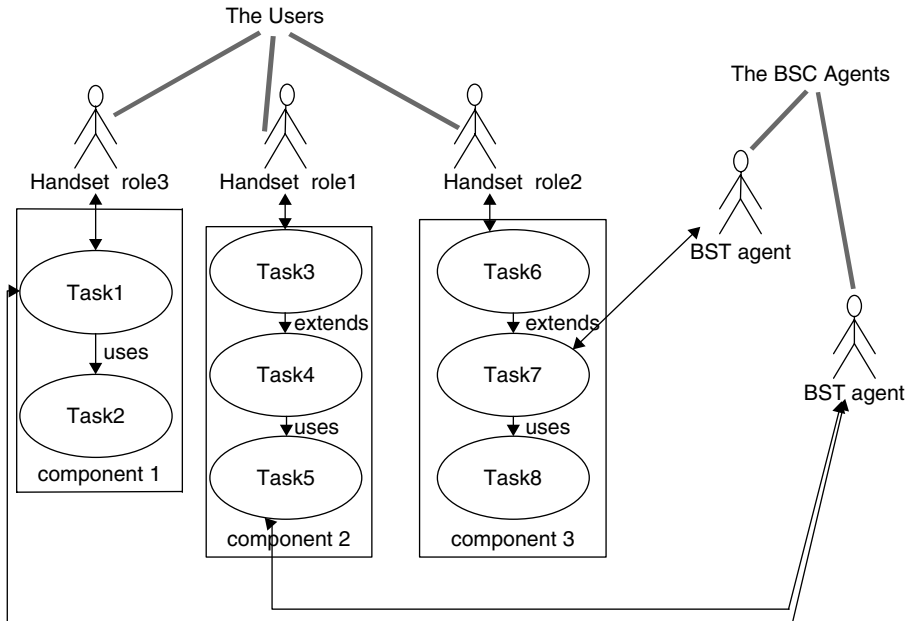 The Users
The BSC Agents
Handset role3
Handset role1
Handset role2
BST agent
BST agent
Task1
uses
Task2
component 1
Task3
extends
Task4
uses
Task5
component 2
Task6
extends
Task7
uses
Task8
component 3